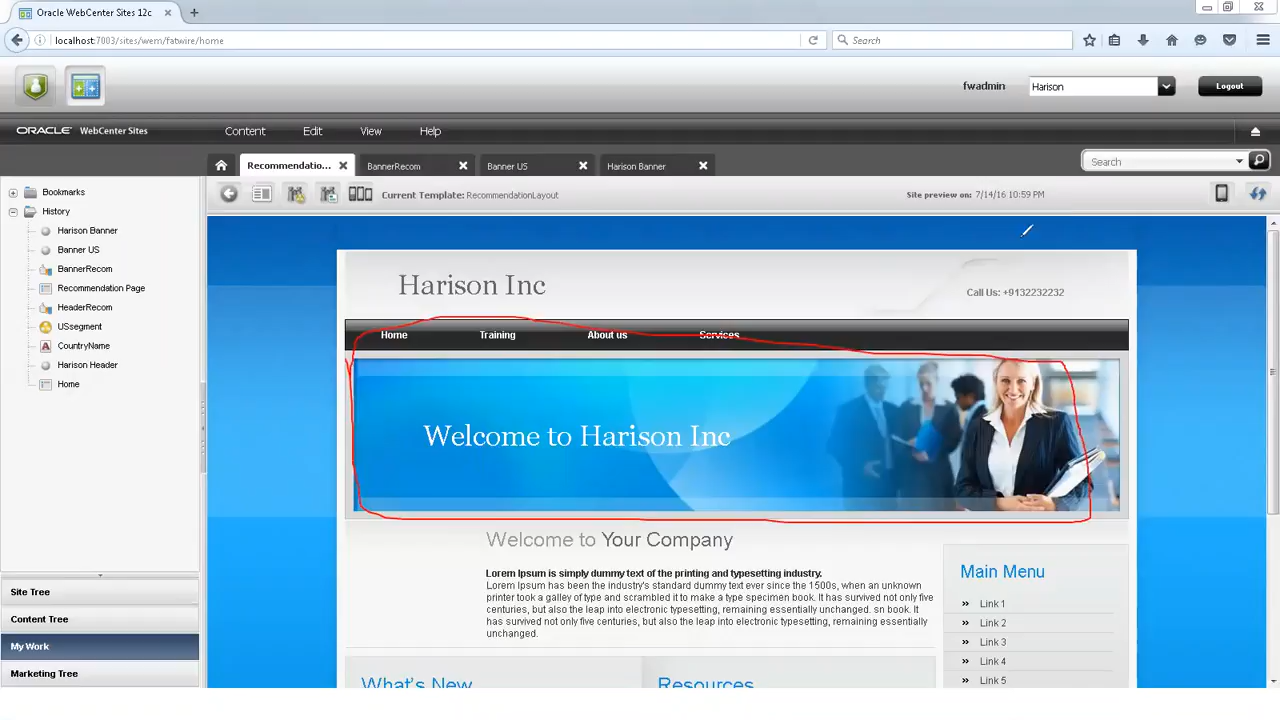 Oracle WebCenter Sites 12c
localhost:7003/sites/wem/fatwire/home
Search
fwadmin
Harison
Logout
ORACLE WebCenter Sites
Content
Edit
View
Help
Recommendatio...
BannerRecom
Banner US
Harison Banner
Search
Current Template: RecommendationLayout
Site preview on: 7/14/16 10:59 PM
Bookmarks
History
Harison Banner
Banner US
BannerRecom
Recommendation Page
HeaderRecom
USsegment
CountryName
Harison Header
Home
Site Tree
Content Tree
My Work
Marketing Tree
Harison Inc
Call Us: +9132232232
Home
Training
About us
Services
Welcome to Harison Inc
Welcome to Your Company
Lorem Ipsum is simply dummy text of the printing and typesetting industry.
Lorem Ipsum has been the industry's standard dummy text ever since the 1500s, when an unknown
printer took a galley of type and scrambled it to make a type specimen book. It has survived not only five
centuries, but also the leap into electronic typesetting, remaining essentially unchanged. sn book. It
has survived not only five centuries, but also the leap into electronic typesetting, remaining essentially
unchanged.
Main Menu
Link 1
Link 2
Link 3
Link 4
Link 5
What's New
Resources